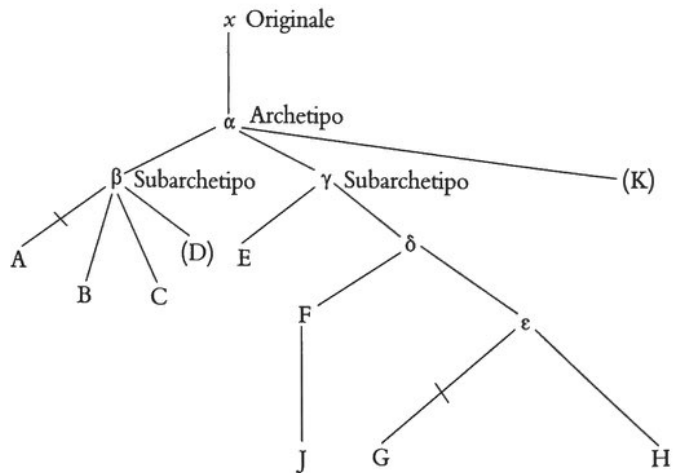 x Originale
α Archetipo
β Subarchetipo γ Subarchetipo (K)
A B C (D) E δ
F ε
J G H